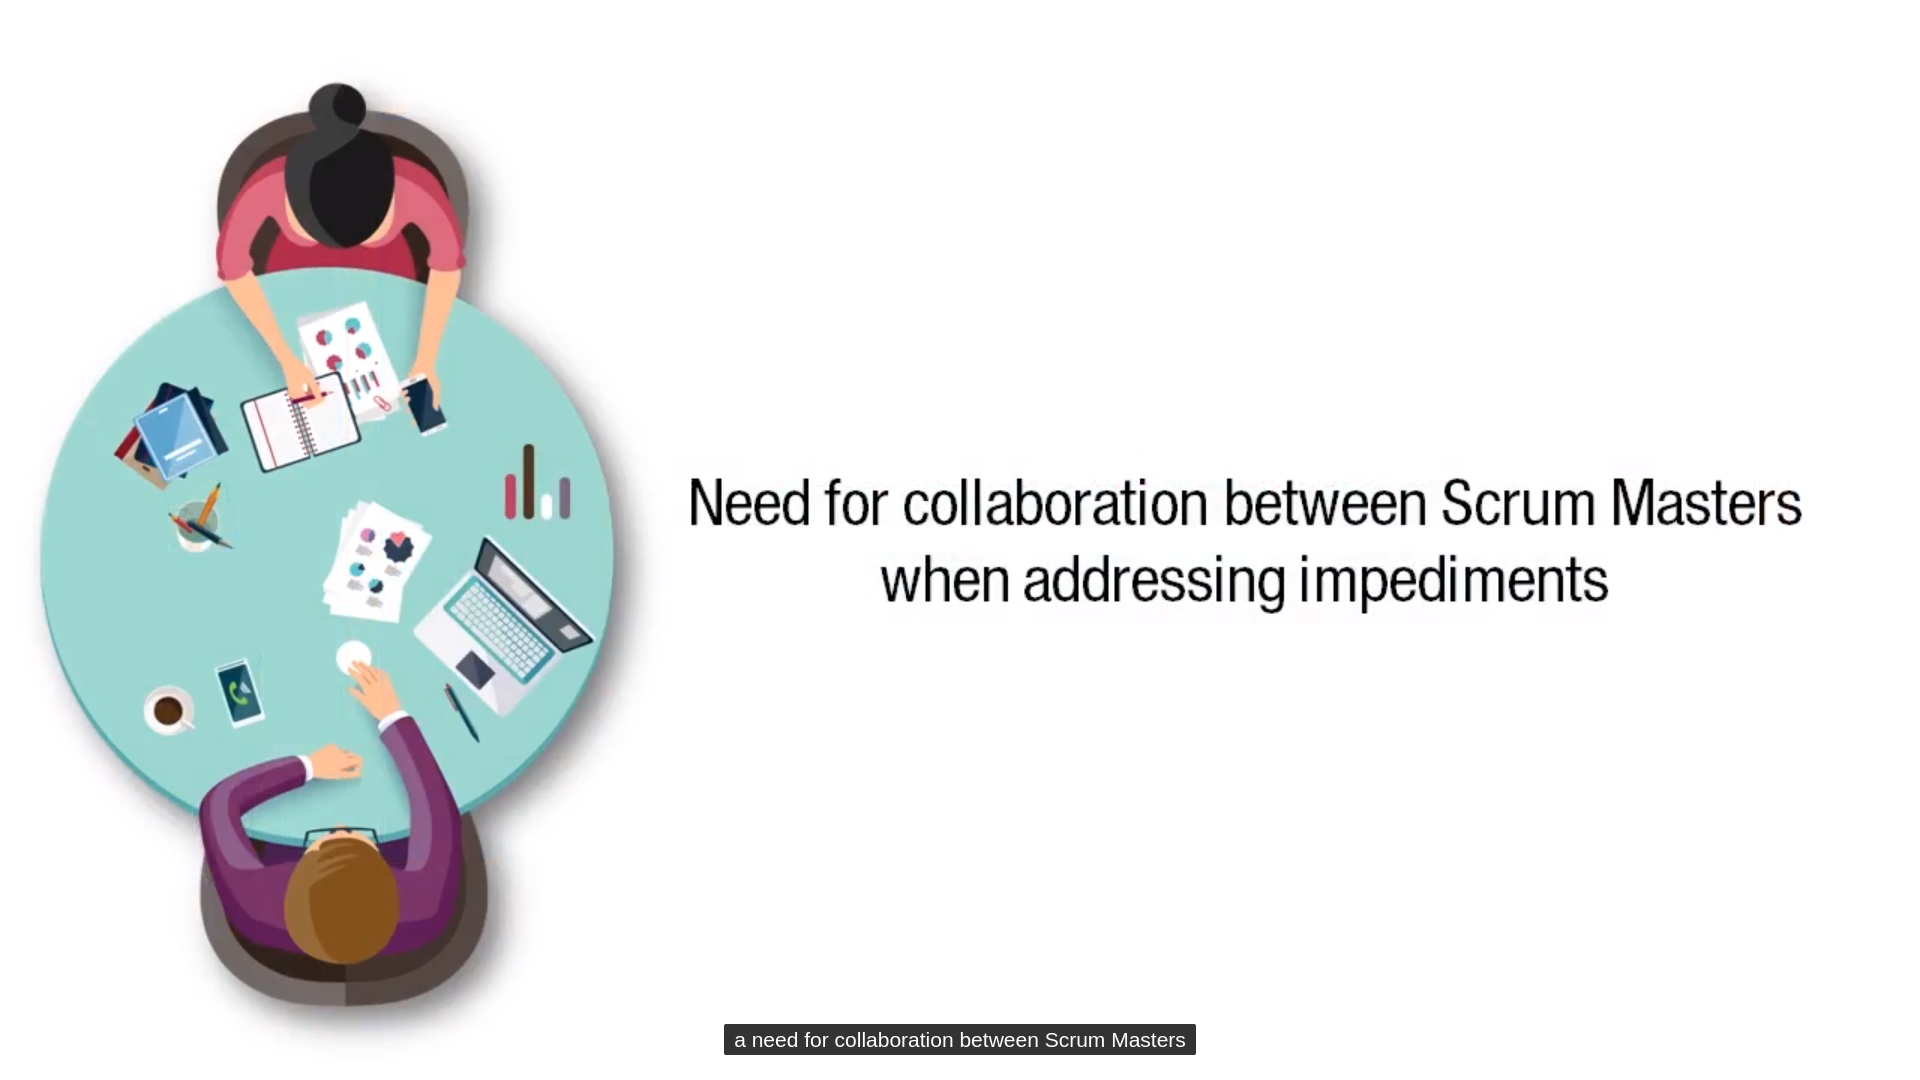 Need for collaboration between Scrum Masters
when addressing impediments
a need for collaboration between Scrum Masters